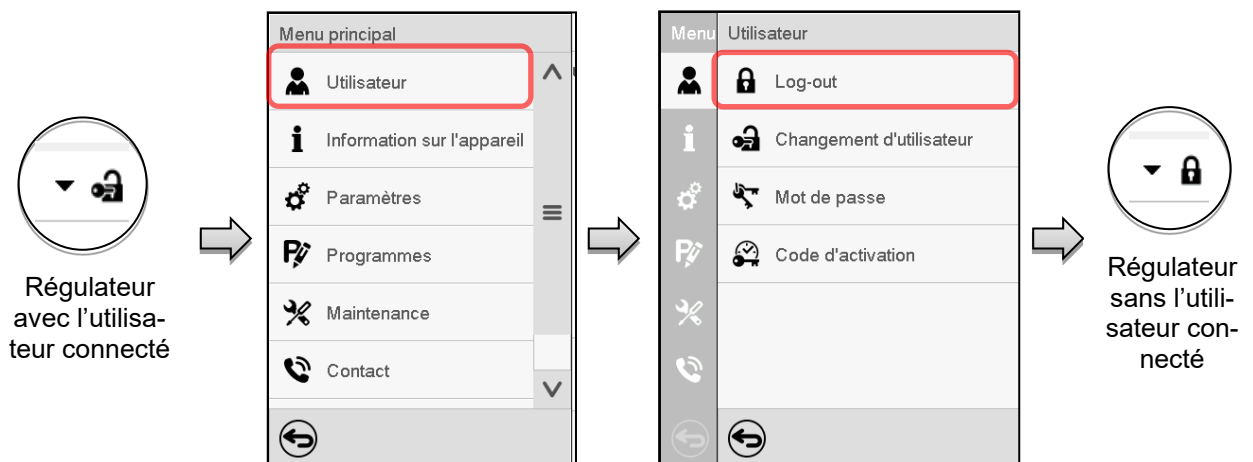 Régulateur
avec l’utilisa-
teur connecté
Menu principal
Utilisateur
Information sur l'appareil
Paramètres
Programmes
Maintenance
Contact
Menu
Utilisateur
Log-out
Changement d'utilisateur
Mot de passe
Code d'activation
Régulateur
sans l’utili-
sateur con-
necté